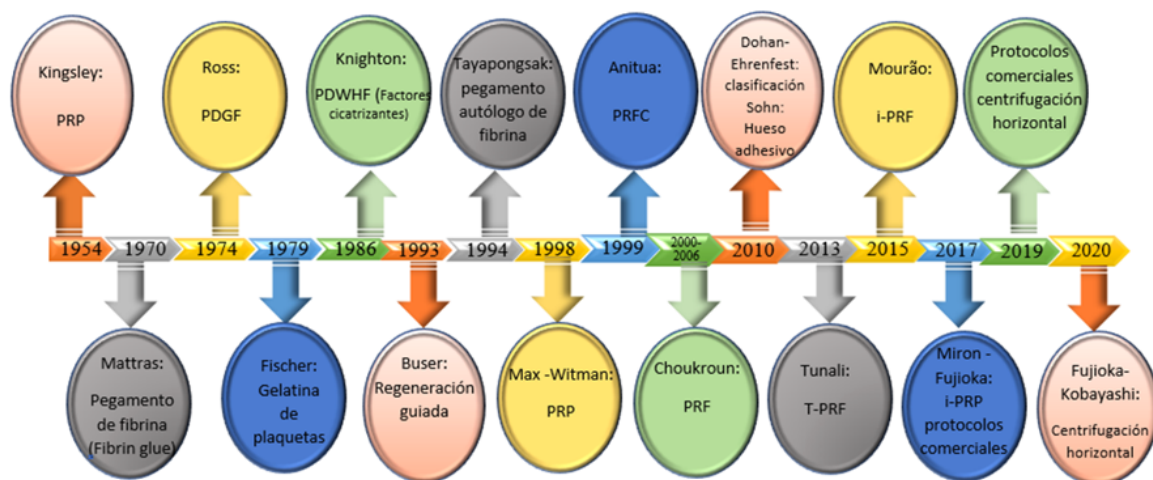 Kingsley:
PRP
Ross:
PDGF
Knighton:
PDWHF (Factores
cicatrizantes)
Tayapongsak:
pegamento
autólogo de
fibrina
Anitua:
PRFC
Dohan-
Ehrenfest:
clasificación
Sohn:
Hueso
adhesivo
Mourão:
i-PRF
Protocolos
comerciales
centrifugación
horizontal
1954
1970
1974
1979
1986
1993
1994
1998
1999
2000-
2006
2010
2013
2015
2017
2019
2020
Mattras:
Pegamento
de fibrina
(Fibrin glue)
Fischer:
Gelatina
de
plaquetas
Buser:
Regeneración
guiada
Max -Witman:
PRP
Choukroun:
PRF
Tunali:
T-PRF
Miron -
Fujioka:
i-PRP
protocolos
comerciales
Fujioka-
Kobayashi:
Centrifugación
horizontal